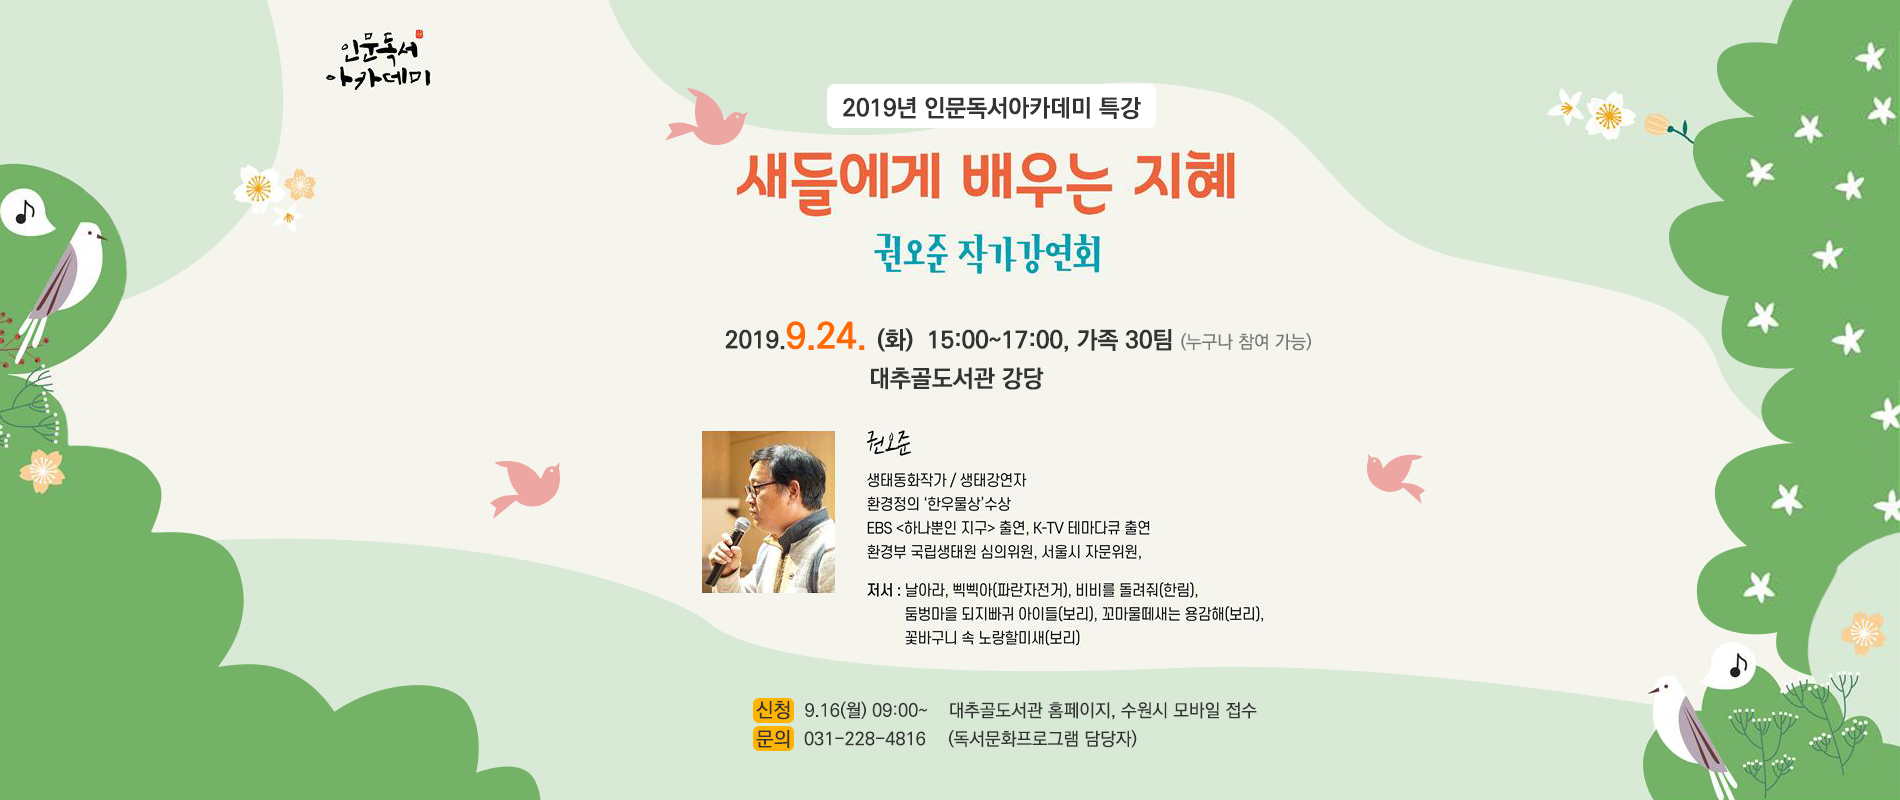 인문독서
아카데미
2019년 인문독서아카데미 특강
새들에게 배우는 지혜
권오준 작가강연회
2019.9.24. (화) 15:00~17:00, 가족 30팀 (누구나 참여 가능)
대추골도서관 강당
권오준
생태동화작가 / 생태강연자
환경정의 ‘한우물상’수상
EBS <하나뿐인 지구> 출연, K-TV 테마다큐 출연
환경부 국립생태원 심의위원, 서울시 자문위원,
저서 : 날아라, 삑삑아(파란자전거), 비비를 돌려줘(한림),
둠벙마을 되지빠귀 아이들(보리), 꼬마물떼새는 용감해(보리),
꽃바구니 속 노랑할미새(보리)
신청 9.16(월) 09:00~ 대추골도서관 홈페이지, 수원시 모바일 접수
문의 031-228-4816 (독서문화프로그램 담당자)